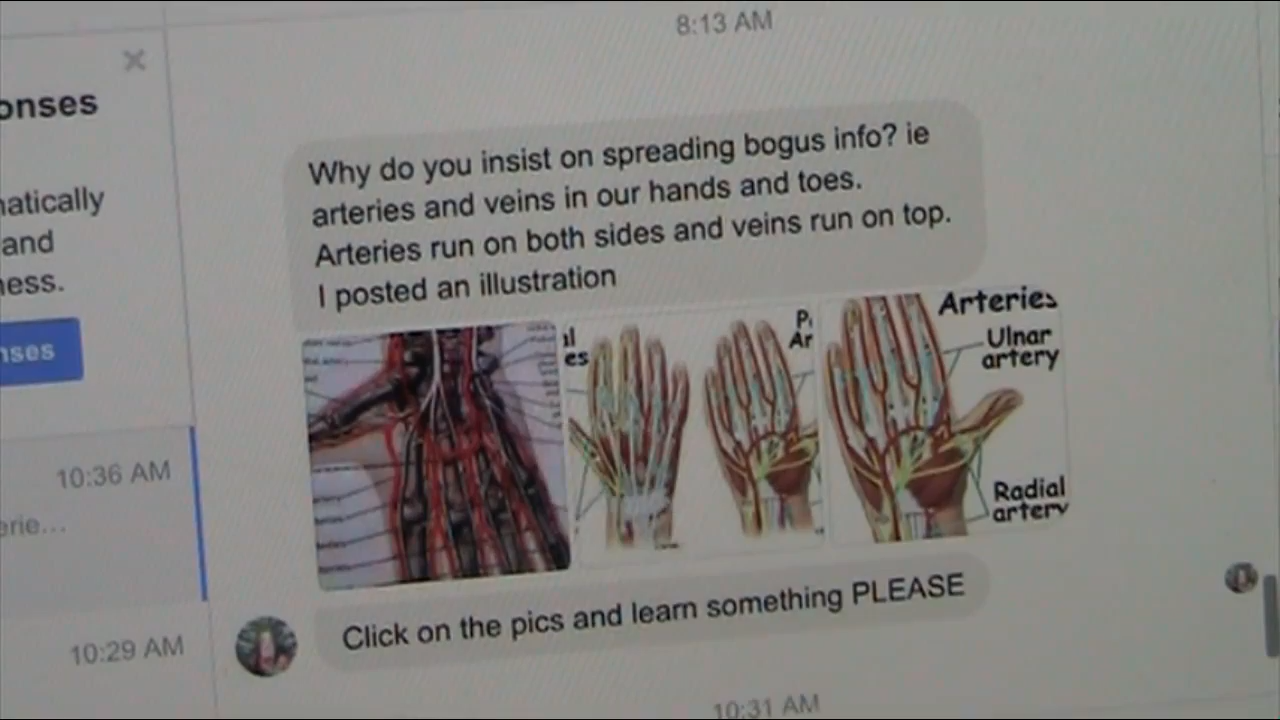 8:13 AM
onses
natically
and
ness.
nses
10:36 AM
erie...
10:29 AM
Why do you insist on spreading bogus info? ie
arteries and veins in our hands and toes.
Arteries run on both sides and veins run on top.
I posted an illustration
al
es
Ar
Arteries
Ulnar
artery
Radial
artery
Click on the pics and learn something PLEASE
10:31 AM